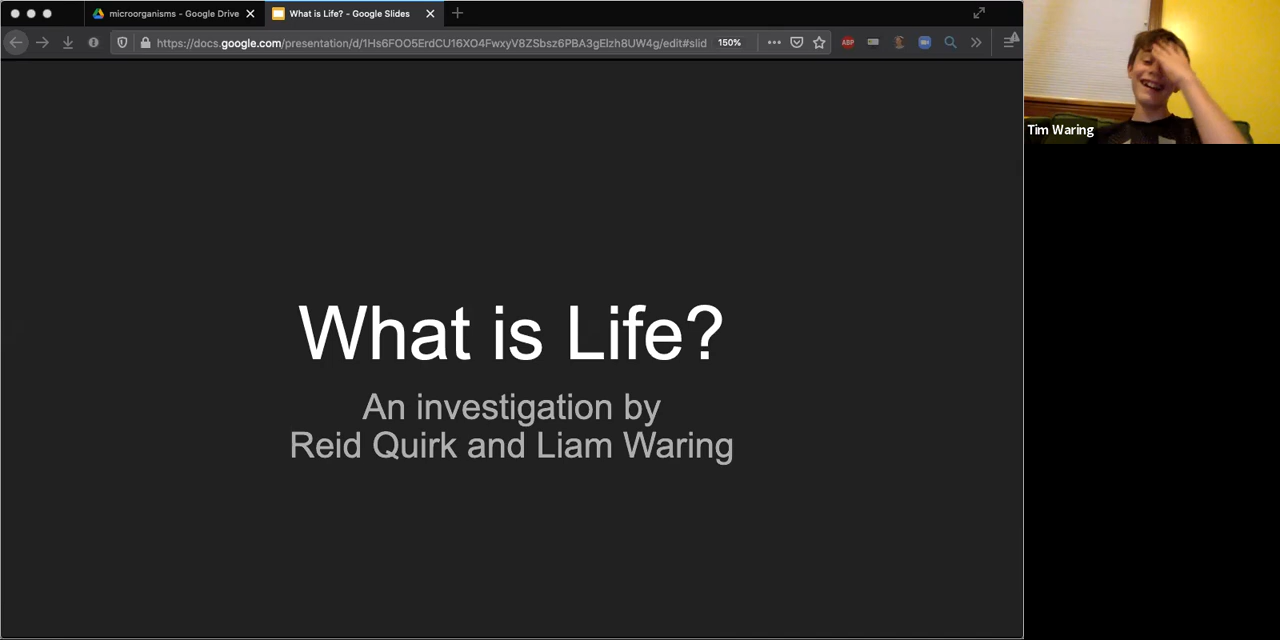 microorganisms - Google Drive
What is Life? - Google Slides
https://docs.google.com/presentation/d/1Hs6FOO5ErdCU16XO4FwxyV8ZSbsz6PBA3gElzh8UW4g/edit#slid
150%
ABP
Tim Waring
What is Life?
An investigation by
Reid Quirk and Liam Waring